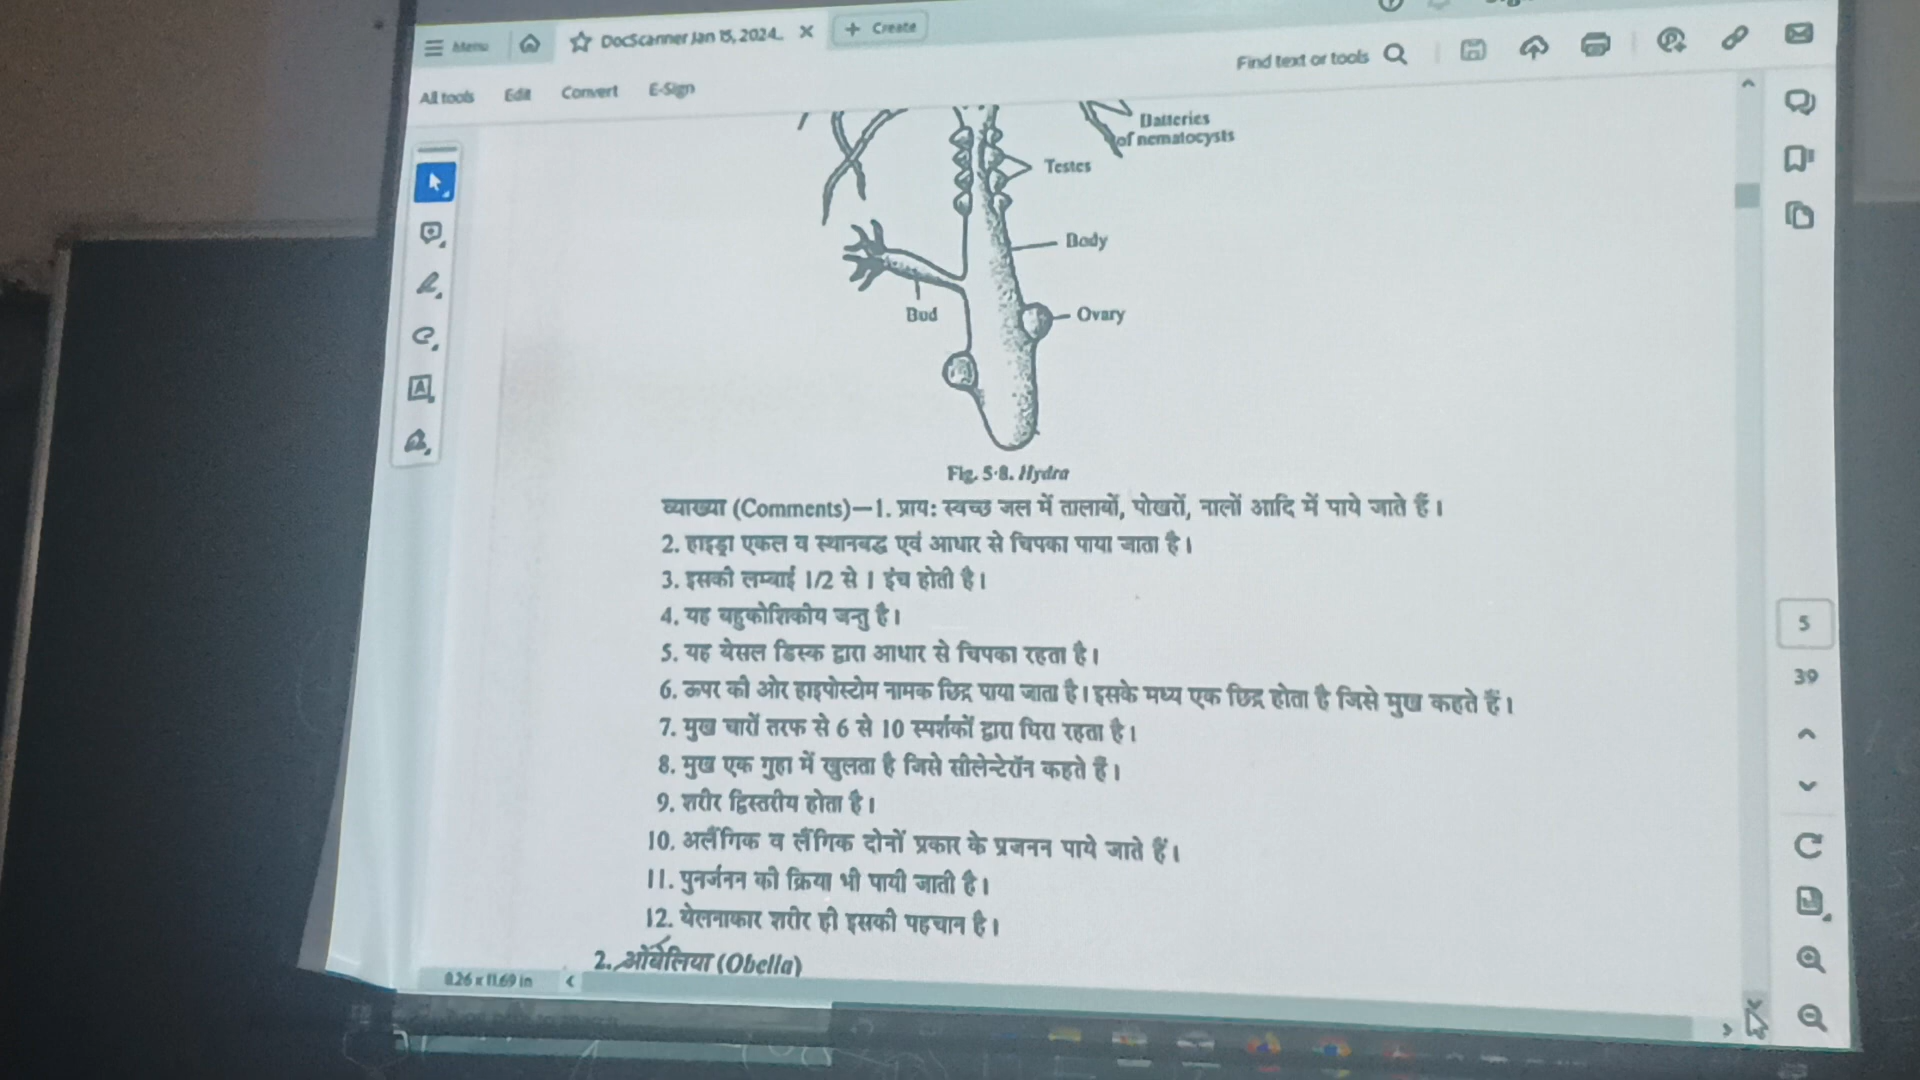 Menu
DocScanner Jan 15, 2024...
Create
Find text or tools
All tools
Edit
Convert
E-Sign
Batteries
of nematocysts
Testes
Body
Bud
Ovary
Fig. 5·8. Hydra
व्याख्या (Comments)—1. प्रायः स्वच्छ जल में तालाबों, पोखरों, नालों आदि में पाये जाते हैं।
2. हाइड्रा एकल व स्थानबद्ध एवं आधार से चिपका पाया जाता है।
3. इसकी लम्बाई 1/2 से 1 इंच होती है।
4. यह बहुकोशिकीय जन्तु है।
5. यह बेसल डिस्क द्वारा आधार से चिपका रहता है।
6. ऊपर की ओर हाइपोस्टोम नामक छिद्र पाया जाता है। इसके मध्य एक छिद्र होता है जिसे मुख कहते हैं।
7. मुख चारों तरफ से 6 से 10 स्पर्शकों द्वारा घिरा रहता है।
8. मुख एक गुहा में खुलता है जिसे सीलेन्टेरॉन कहते हैं।
9. शरीर द्विस्तरीय होता है।
10. अलैंगिक व लैंगिक दोनों प्रकार के प्रजनन पाये जाते हैं।
11. पुनर्जनन की क्रिया भी पायी जाती है।
12. बेलनाकार शरीर ही इसकी पहचान है।
2. ओबेलिया (Obelia)
8.26 x 11.69 in
5
39